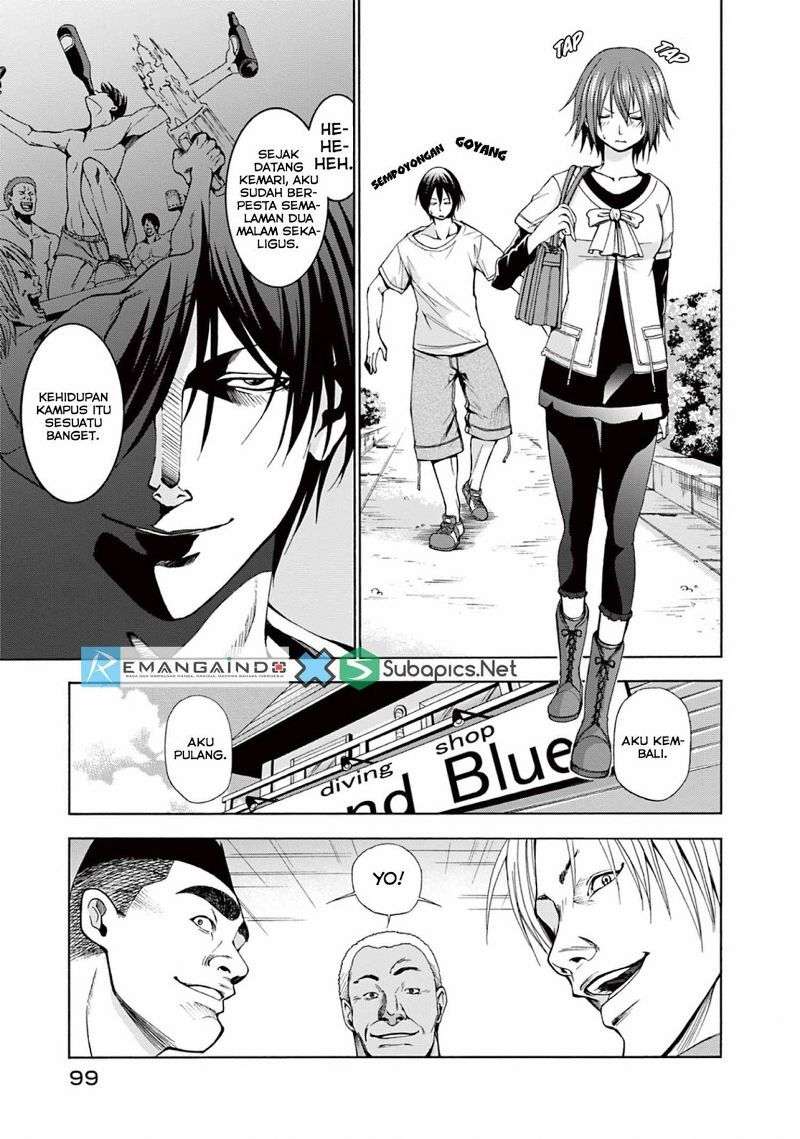 TAP
TAP
GOYANG
SEMPOYONGAN
HE-
HE-
HEH.
SEJAK
DATANG
KEMARI, AKU
SUDAH BER-
PESTA SEMA-
LAMAN DUA
MALAM SEKA-
LIGUS.
KEHIDUPAN
KAMPUS ITU
SESUATU
BANGET.
REMANGAINDO
Subapics.Net
AKU KEM-
BALI.
diving shop
nd Blue
AKU
PULANG.
YO!
99